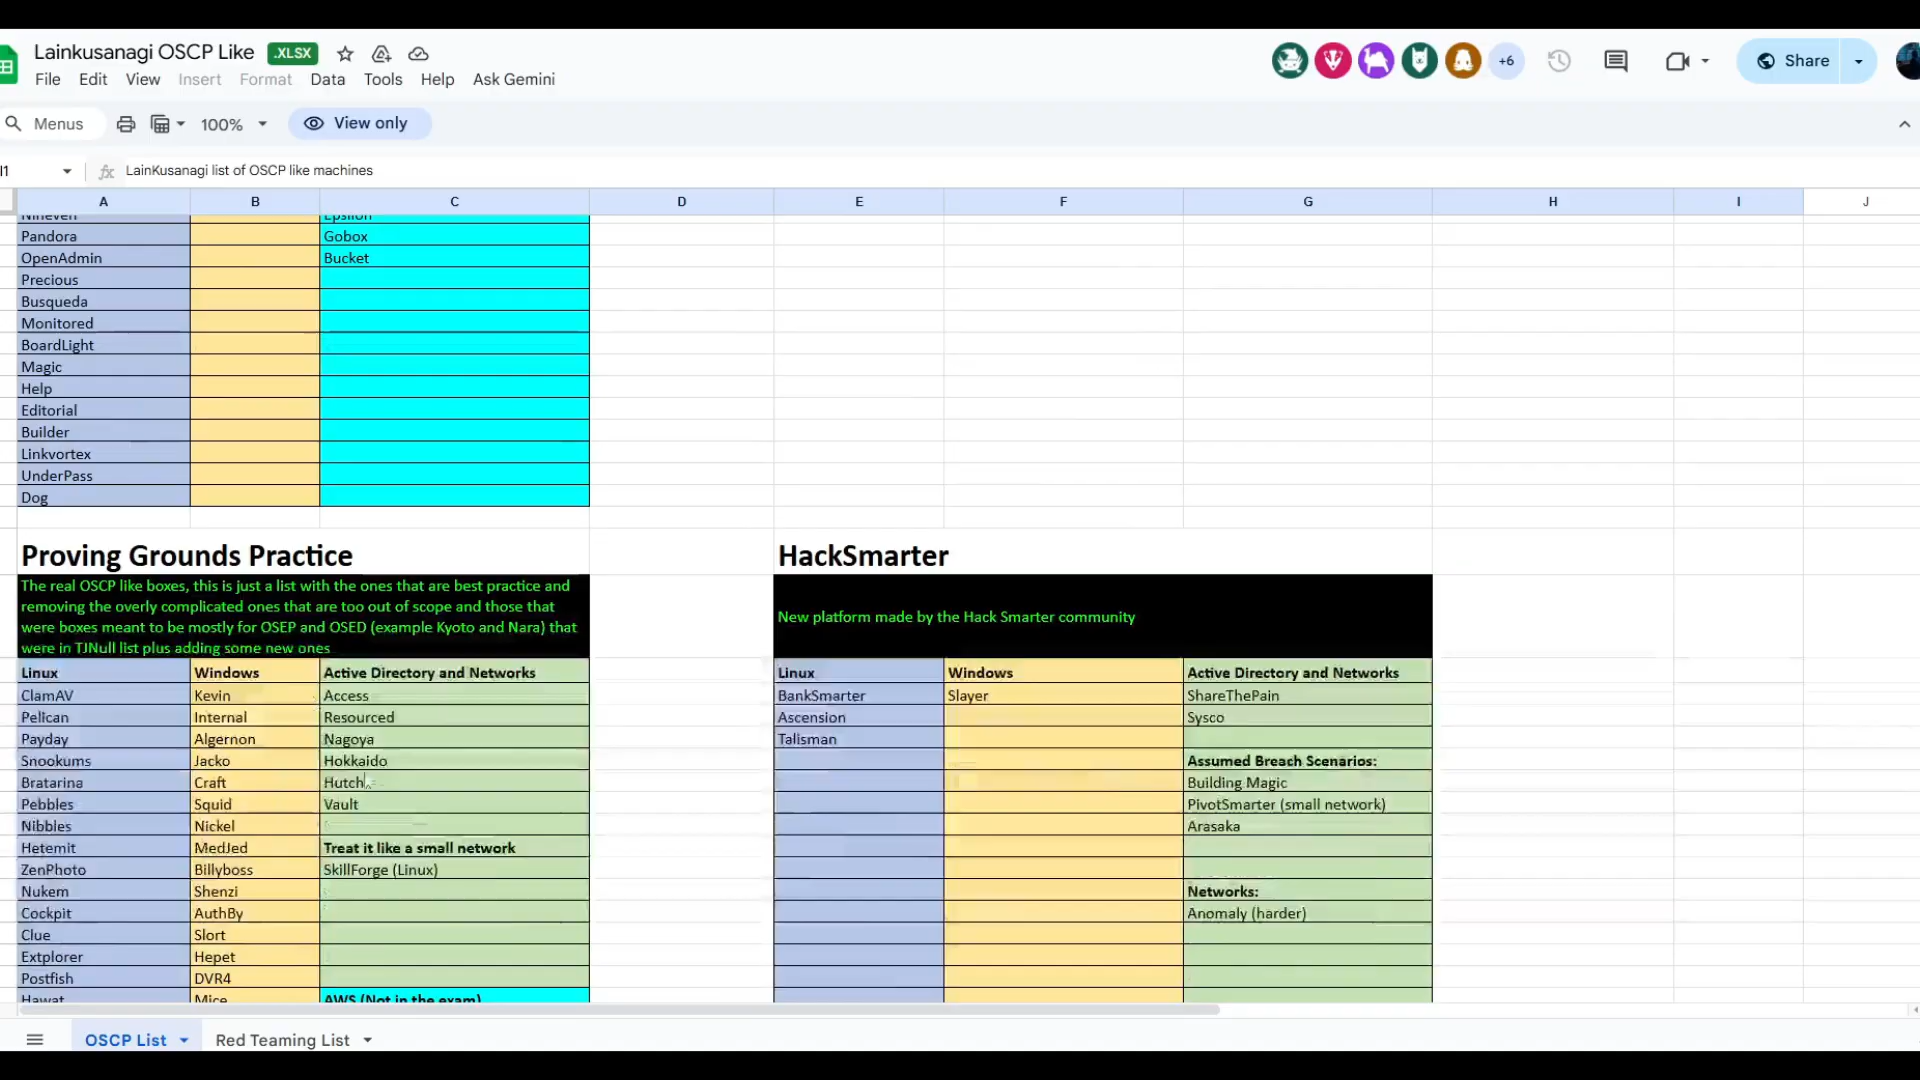 Lainkusanagi OSCP Like .XLSX
+6
Share
File Edit View Insert Format Data Tools Help Ask Gemini
Menus 100% View only
LainKusanagi list of OSCP like machines
A B C D E F G H I J
Nineveh Epsilon
Pandora Gobox
OpenAdmin Bucket
Precious
Busqueda
Monitored
BoardLight
Magic
Help
Editorial
Builder
Linkvortex
UnderPass
Dog
Proving Grounds Practice
The real OSCP like boxes, this is just a list with the ones that are best practice and
removing the overly complicated ones that are too out of scope and those that
were boxes meant to be mostly for OSEP and OSED (example Kyoto and Nara) that
were in TJNull list plus adding some new ones
Linux Windows Active Directory and Networks
ClamAV Kevin Access
Pelican Internal Resourced
Payday Algernon Nagoya
Snookums Jacko Hokkaido
Bratarina Craft Hutch
Pebbles Squid Vault
Nibbles Nickel
Hetemit MedJed Treat it like a small network
ZenPhoto Billyboss SkillForge (Linux)
Nukem Shenzi
Cockpit AuthBy
Clue Slort
Extplorer Hepet
Postfish DVR4
Hawat Mice AWS (Not in the exam)
HackSmarter
New platform made by the Hack Smarter community
Linux Windows Active Directory and Networks
BankSmarter Slayer ShareThePain
Ascension Sysco
Talisman
Assumed Breach Scenarios:
Building Magic
PivotSmarter (small network)
Arasaka
Networks:
Anomaly (harder)
OSCP List Red Teaming List